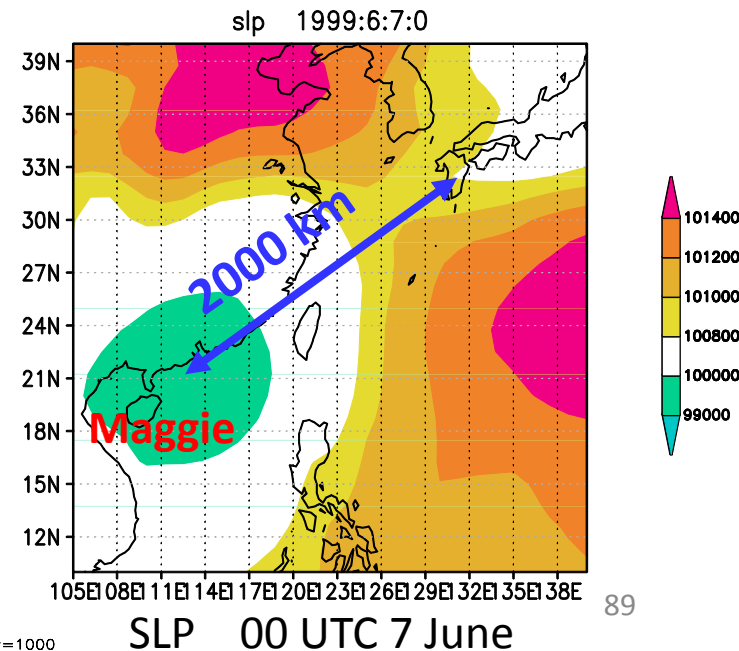 slp 1999:6:7:0
39N
36N
33N
30N
27N
24N
21N
18N
15N
12N
105E 108E 111E 114E 117E 120E 123E 126E 129E 132E 135E 138E
2000 km
Maggie
101400
101200
101000
100800
100000
99000
89
=1000
SLP 00 UTC 7 June